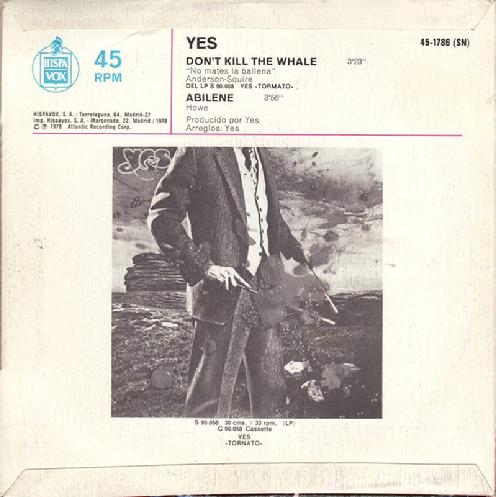 HISPA
VOX
45
RPM
HISPAVOX, S. A. - Torrelaguna, 64. Madrid-27
Imp. Hispavox, S. A. - Marconado, 22. Madrid / 1978
© ℗ 1978 Atlantic Recording Corp.
YES
45-1786 (SN)
DON'T KILL THE WHALE 3'23''
"No mates la ballena"
Anderson-Squire
DEL LP S 90.058 YES «TORMATO»
ABILENE 3'56''
Howe
Producido por Yes
Arreglos: Yes
yes
S 90.058 30 cms. / 33 rpm. (LP)
C 90.058 Cassette
YES
«TORNATO»